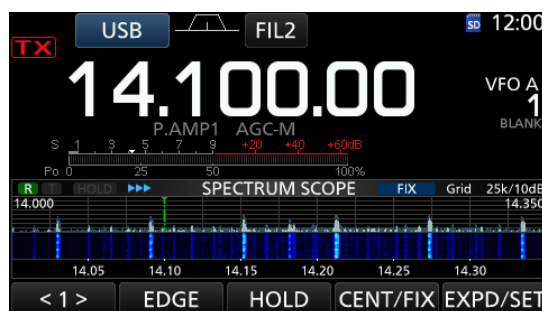 USB FIL2 SD 12:00
TX
14.100.00
VFO A
1
P.AMP1 AGC-M BLANK
S 1 3 5 7 9 +20 +40 +60dB
Po 0 25 50 100%
R T HOLD SPECTRUM SCOPE FIX Grid 25k/10dB
14.000 14.350
14.05 14.10 14.15 14.20 14.25 14.30
< 1 > EDGE HOLD CENT/FIX EXPD/SET